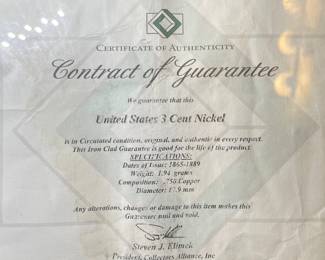 CERTIFICATE OF AUTHENTICITY
Contract of Guarantee
We guarantee that this
United States 3 Cent Nickel
is in Circulated condition, original, and authentic in every respect.
This Iron Clad Guarantee is good for the life of the product.
SPECIFICATIONS:
Dates of Issue: 1865-1889
Weight: 1.94 grams
Composition: .750 Copper
Diameter: 17.9 mm
Any alterations, changes or damage to this item makes this
Guarantee null and void.
Steven J.
President, Collectors Alliance, Inc